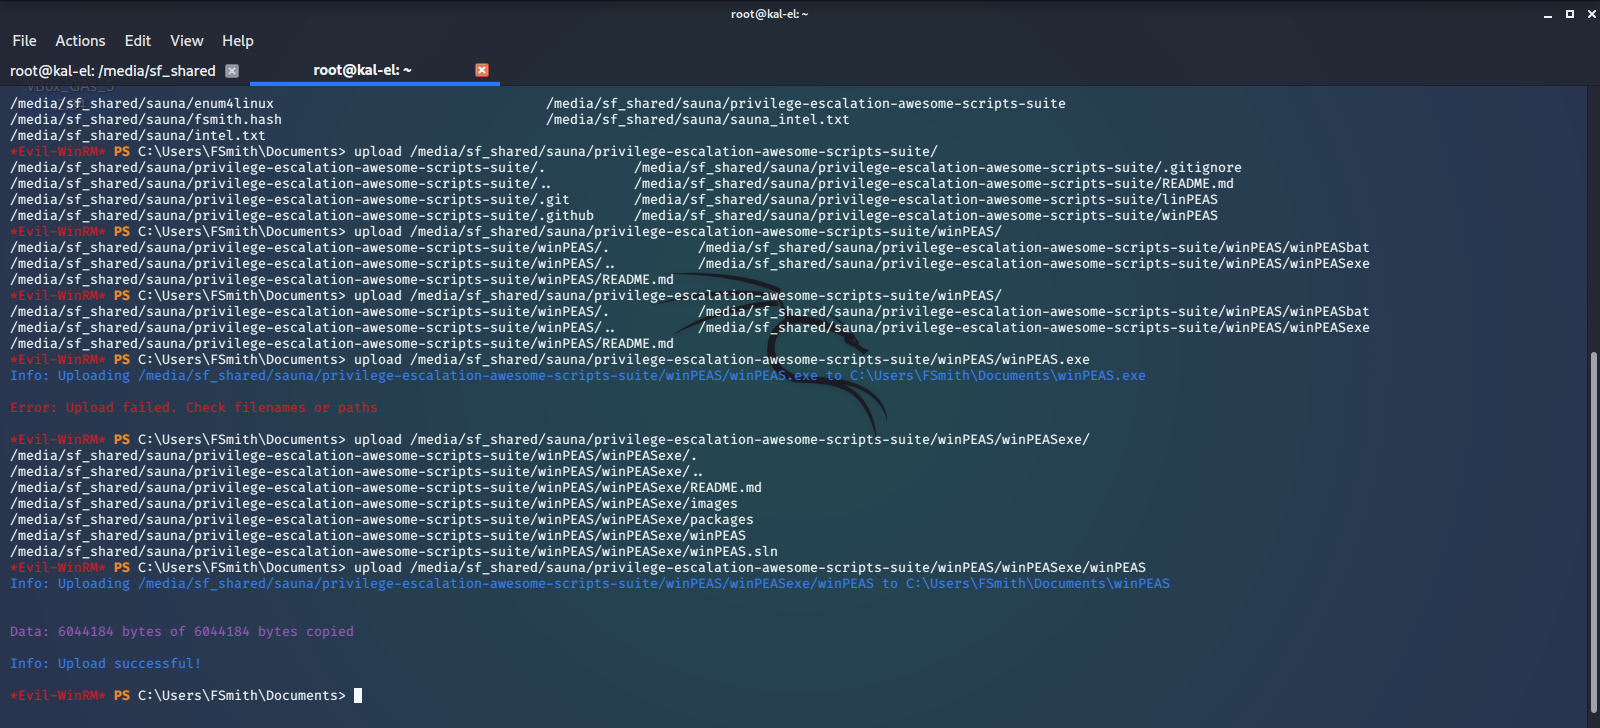 root@kal-el: ~
File Actions Edit View Help
root@kal-el: /media/sf_shared root@kal-el: ~
VBox_GAs_5
/media/sf_shared/sauna/enum4linux /media/sf_shared/sauna/privilege-escalation-awesome-scripts-suite
/media/sf_shared/sauna/fsmith.hash /media/sf_shared/sauna/sauna_intel.txt
/media/sf_shared/sauna/intel.txt
*Evil-WinRM* PS C:\Users\FSmith\Documents> upload /media/sf_shared/sauna/privilege-escalation-awesome-scripts-suite/
/media/sf_shared/sauna/privilege-escalation-awesome-scripts-suite/. /media/sf_shared/sauna/privilege-escalation-awesome-scripts-suite/.gitignore
/media/sf_shared/sauna/privilege-escalation-awesome-scripts-suite/.. /media/sf_shared/sauna/privilege-escalation-awesome-scripts-suite/README.md
/media/sf_shared/sauna/privilege-escalation-awesome-scripts-suite/.git /media/sf_shared/sauna/privilege-escalation-awesome-scripts-suite/linPEAS
/media/sf_shared/sauna/privilege-escalation-awesome-scripts-suite/.github /media/sf_shared/sauna/privilege-escalation-awesome-scripts-suite/winPEAS
*Evil-WinRM* PS C:\Users\FSmith\Documents> upload /media/sf_shared/sauna/privilege-escalation-awesome-scripts-suite/winPEAS/
/media/sf_shared/sauna/privilege-escalation-awesome-scripts-suite/winPEAS/. /media/sf_shared/sauna/privilege-escalation-awesome-scripts-suite/winPEAS/winPEASbat
/media/sf_shared/sauna/privilege-escalation-awesome-scripts-suite/winPEAS/.. /media/sf_shared/sauna/privilege-escalation-awesome-scripts-suite/winPEAS/winPEASexe
/media/sf_shared/sauna/privilege-escalation-awesome-scripts-suite/winPEAS/README.md
*Evil-WinRM* PS C:\Users\FSmith\Documents> upload /media/sf_shared/sauna/privilege-escalation-awesome-scripts-suite/winPEAS/
/media/sf_shared/sauna/privilege-escalation-awesome-scripts-suite/winPEAS/. /media/sf_shared/sauna/privilege-escalation-awesome-scripts-suite/winPEAS/winPEASbat
/media/sf_shared/sauna/privilege-escalation-awesome-scripts-suite/winPEAS/.. /media/sf_shared/sauna/privilege-escalation-awesome-scripts-suite/winPEAS/winPEASexe
/media/sf_shared/sauna/privilege-escalation-awesome-scripts-suite/winPEAS/README.md
*Evil-WinRM* PS C:\Users\FSmith\Documents> upload /media/sf_shared/sauna/privilege-escalation-awesome-scripts-suite/winPEAS/winPEAS.exe
Info: Uploading /media/sf_shared/sauna/privilege-escalation-awesome-scripts-suite/winPEAS/winPEAS.exe to C:\Users\FSmith\Documents\winPEAS.exe
Error: Upload failed. Check filenames or paths
*Evil-WinRM* PS C:\Users\FSmith\Documents> upload /media/sf_shared/sauna/privilege-escalation-awesome-scripts-suite/winPEAS/winPEASexe/
/media/sf_shared/sauna/privilege-escalation-awesome-scripts-suite/winPEAS/winPEASexe/.
/media/sf_shared/sauna/privilege-escalation-awesome-scripts-suite/winPEAS/winPEASexe/..
/media/sf_shared/sauna/privilege-escalation-awesome-scripts-suite/winPEAS/winPEASexe/README.md
/media/sf_shared/sauna/privilege-escalation-awesome-scripts-suite/winPEAS/winPEASexe/images
/media/sf_shared/sauna/privilege-escalation-awesome-scripts-suite/winPEAS/winPEASexe/packages
/media/sf_shared/sauna/privilege-escalation-awesome-scripts-suite/winPEAS/winPEASexe/winPEAS
/media/sf_shared/sauna/privilege-escalation-awesome-scripts-suite/winPEAS/winPEASexe/winPEAS.sln
*Evil-WinRM* PS C:\Users\FSmith\Documents> upload /media/sf_shared/sauna/privilege-escalation-awesome-scripts-suite/winPEAS/winPEASexe/winPEAS
Info: Uploading /media/sf_shared/sauna/privilege-escalation-awesome-scripts-suite/winPEAS/winPEASexe/winPEAS to C:\Users\FSmith\Documents\winPEAS
Data: 6044184 bytes of 6044184 bytes copied
Info: Upload successful!
*Evil-WinRM* PS C:\Users\FSmith\Documents>